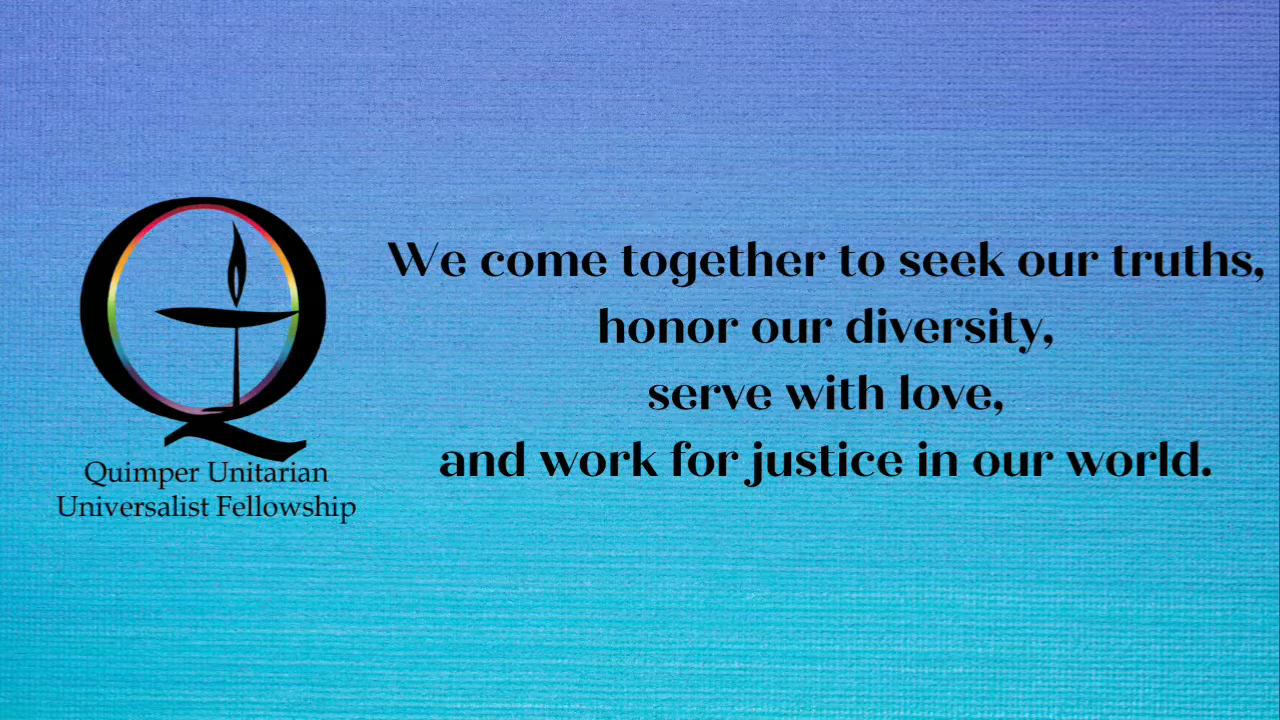 We come together to seek our truths,
honor our diversity,
serve with love,
and work for justice in our world.
Quimper Unitarian
Universalist Fellowship